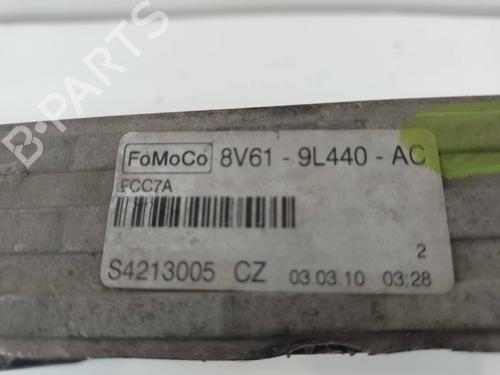 FoMoCo 8V61 - 9L440 - AC
FCC7A
2
S4213005 CZ 03.03.10 03:28
B-PARTS